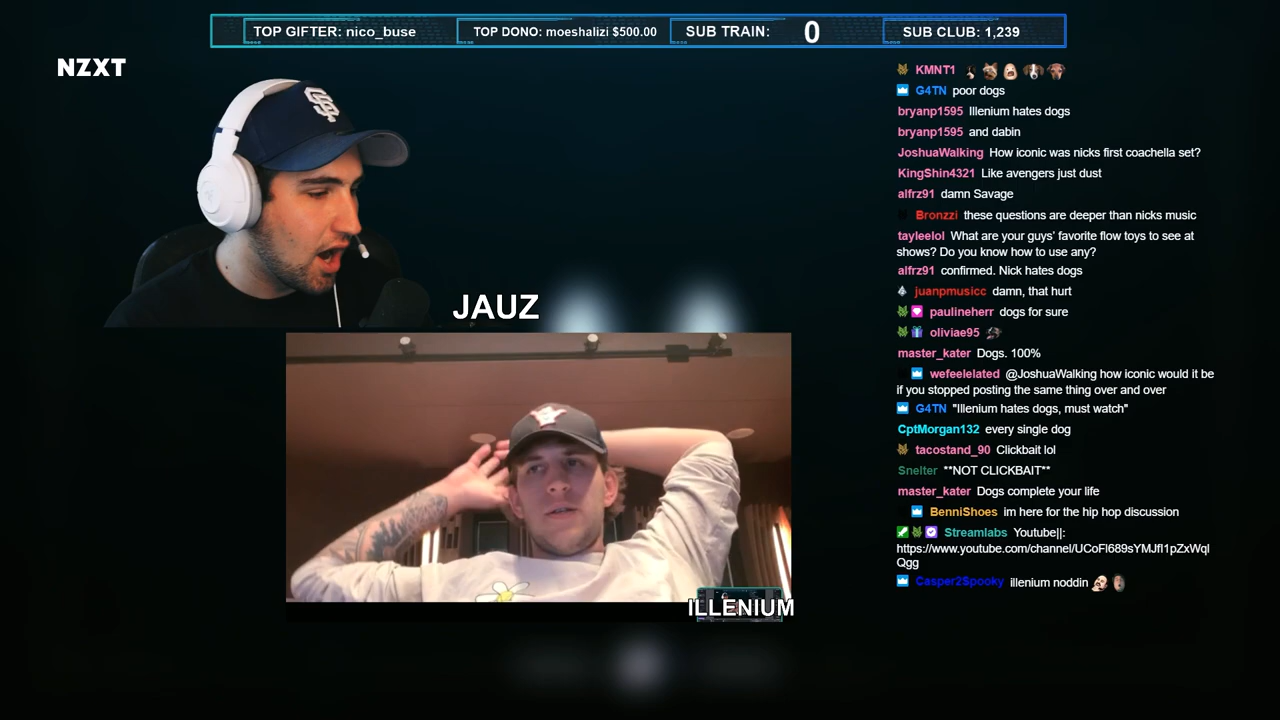 TOP GIFTER: nico_buse
TOP DONO: moeshalizi $500.00
SUB TRAIN: 0
SUB CLUB: 1,239
NZXT
SF
JAUZ
ILLENIUM
KMNT1
G4TN poor dogs
bryanp1595 Illenium hates dogs
bryanp1595 and dabin
JoshuaWalking How iconic was nicks first coachella set?
KingShin4321 Like avengers just dust
alfrz91 damn Savage
Bronzzi these questions are deeper than nicks music
tayleelol What are your guys' favorite flow toys to see at
shows? Do you know how to use any?
alfrz91 confirmed. Nick hates dogs
juanpmusicc damn, that hurt
paulineherr dogs for sure
oliviae95
master_kater Dogs. 100%
wefeelelated @JoshuaWalking how iconic would it be
if you stopped posting the same thing over and over
G4TN "Illenium hates dogs, must watch"
CptMorgan132 every single dog
tacostand_90 Clickbait lol
Snelter **NOT CLICKBAIT**
master_kater Dogs complete your life
BenniShoes im here for the hip hop discussion
Streamlabs Youtube||:
https://www.youtube.com/channel/UCoFl689sYMJfl1pZxWql
Qgg
Casper2Spooky illenium noddin